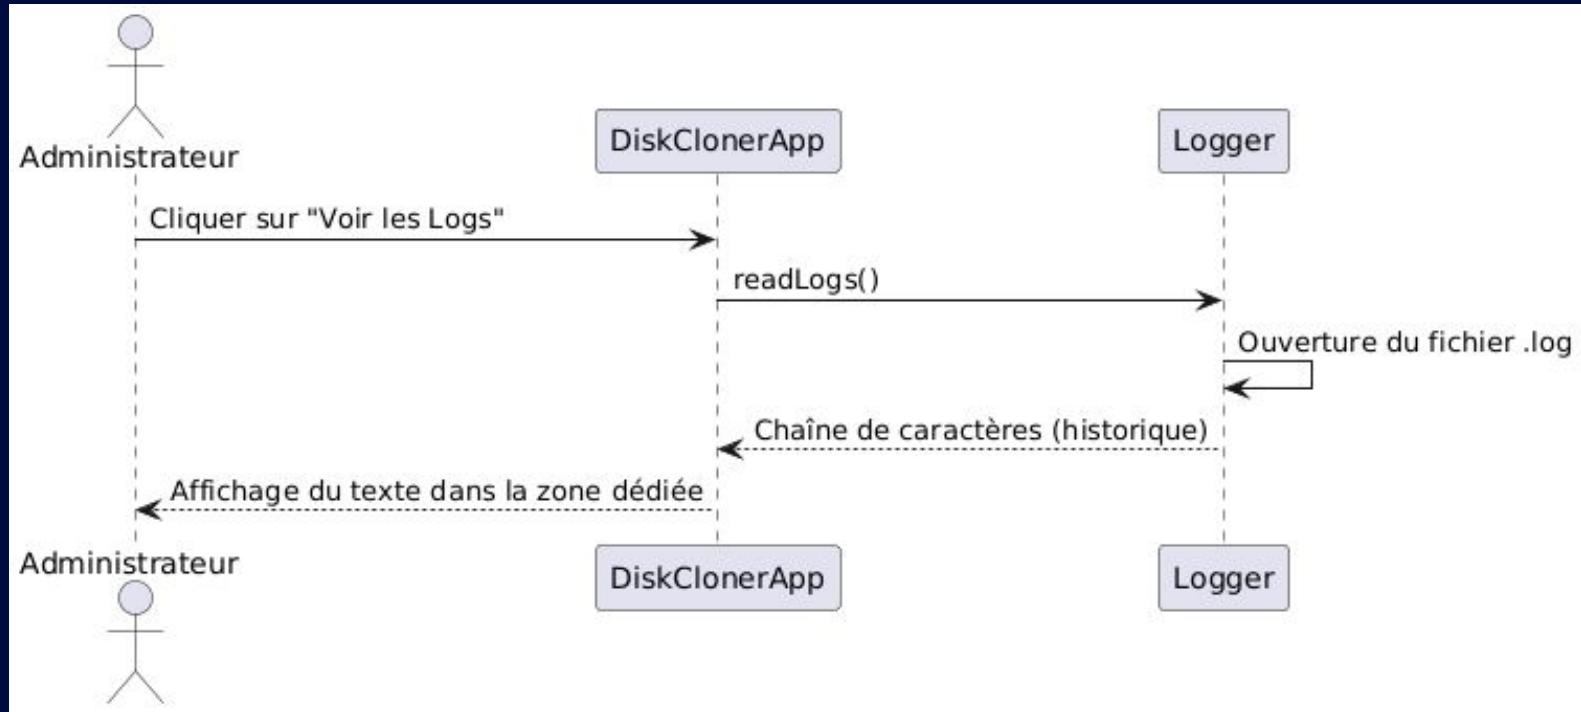 Administrateur
DiskClonerApp
Logger
Cliquer sur "Voir les Logs"
readLogs()
Ouverture du fichier .log
Chaîne de caractères (historique)
Affichage du texte dans la zone dédiée
Administrateur
DiskClonerApp
Logger